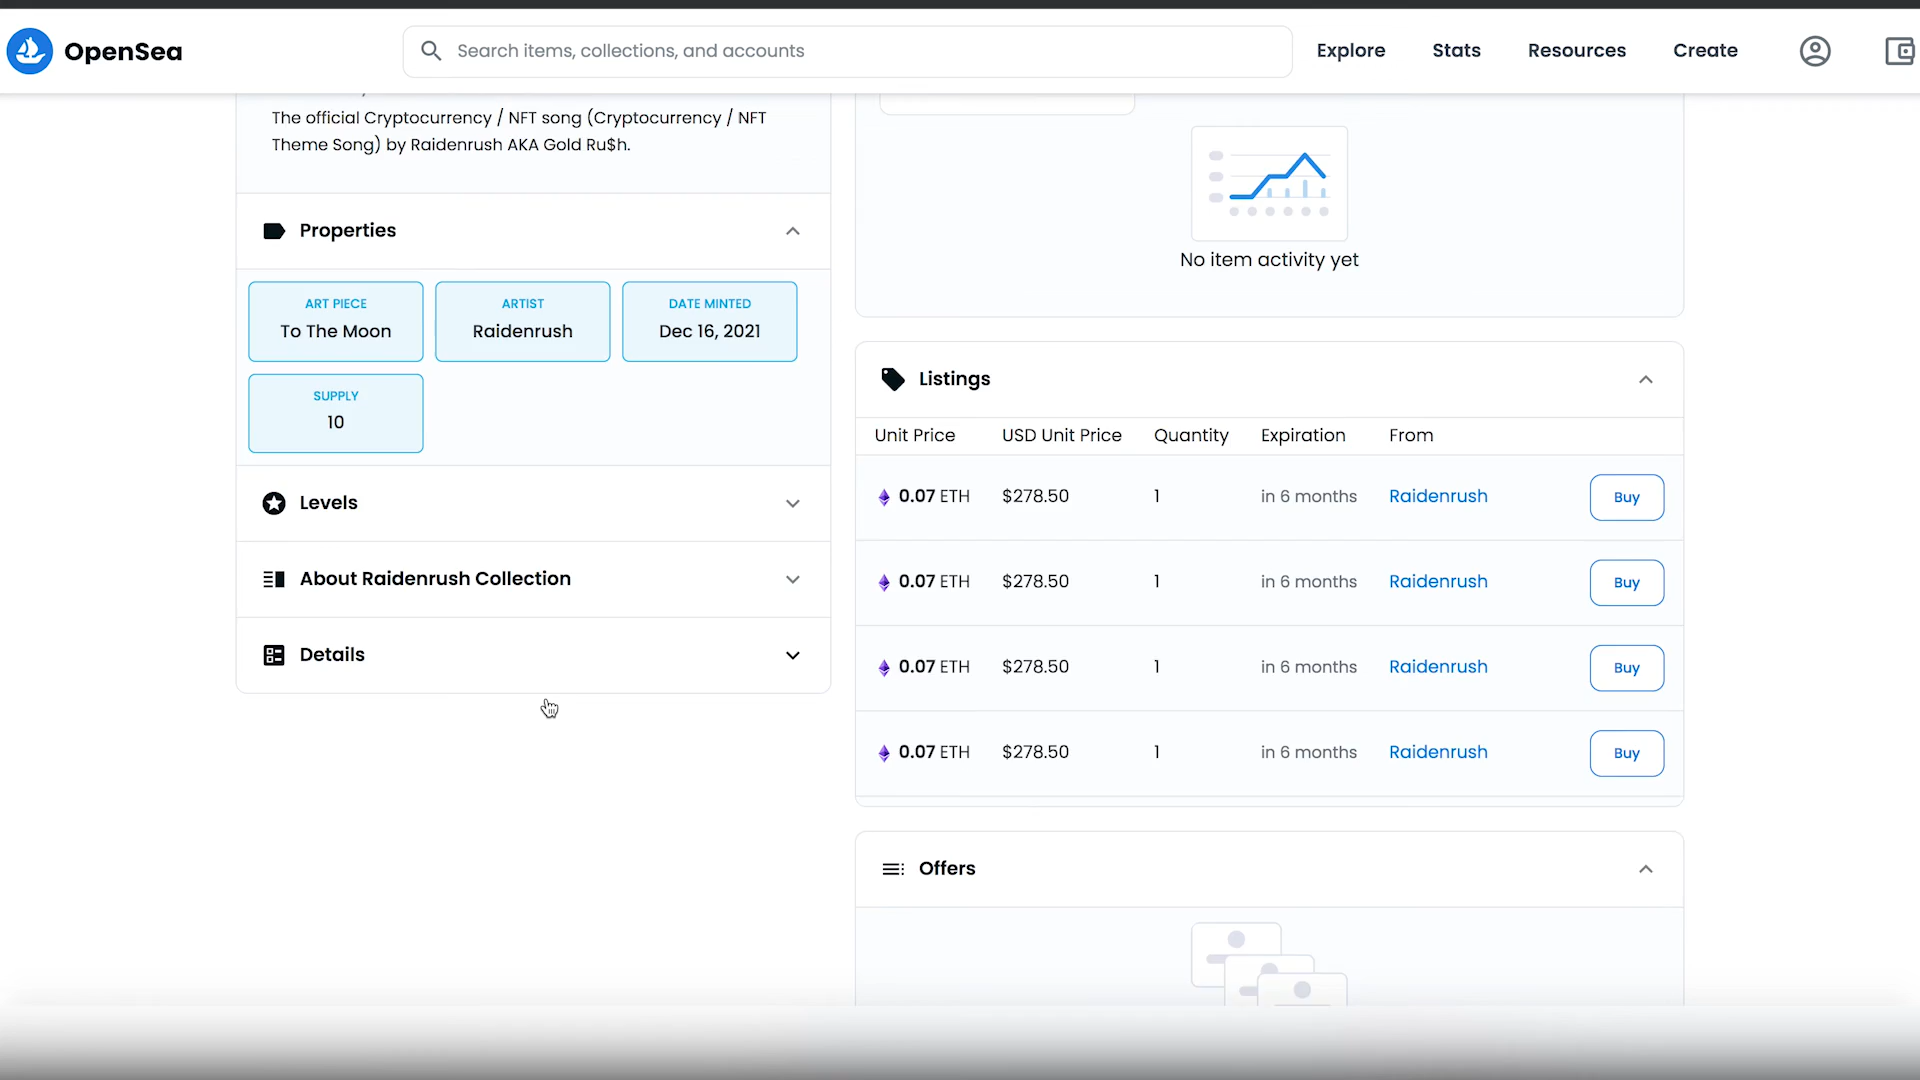 OpenSea
Search items, collections, and accounts
Explore
Stats
Resources
Create
The official Cryptocurrency / NFT song (Cryptocurrency / NFT
Theme Song) by Raidenrush AKA Gold Ru$h.
Properties
ART PIECE
To The Moon
ARTIST
Raidenrush
DATE MINTED
Dec 16, 2021
SUPPLY
10
Levels
About Raidenrush Collection
Details
No item activity yet
Listings
Unit Price USD Unit Price Quantity Expiration From
0.07 ETH $278.50 1 in 6 months Raidenrush Buy
0.07 ETH $278.50 1 in 6 months Raidenrush Buy
0.07 ETH $278.50 1 in 6 months Raidenrush Buy
0.07 ETH $278.50 1 in 6 months Raidenrush Buy
Offers